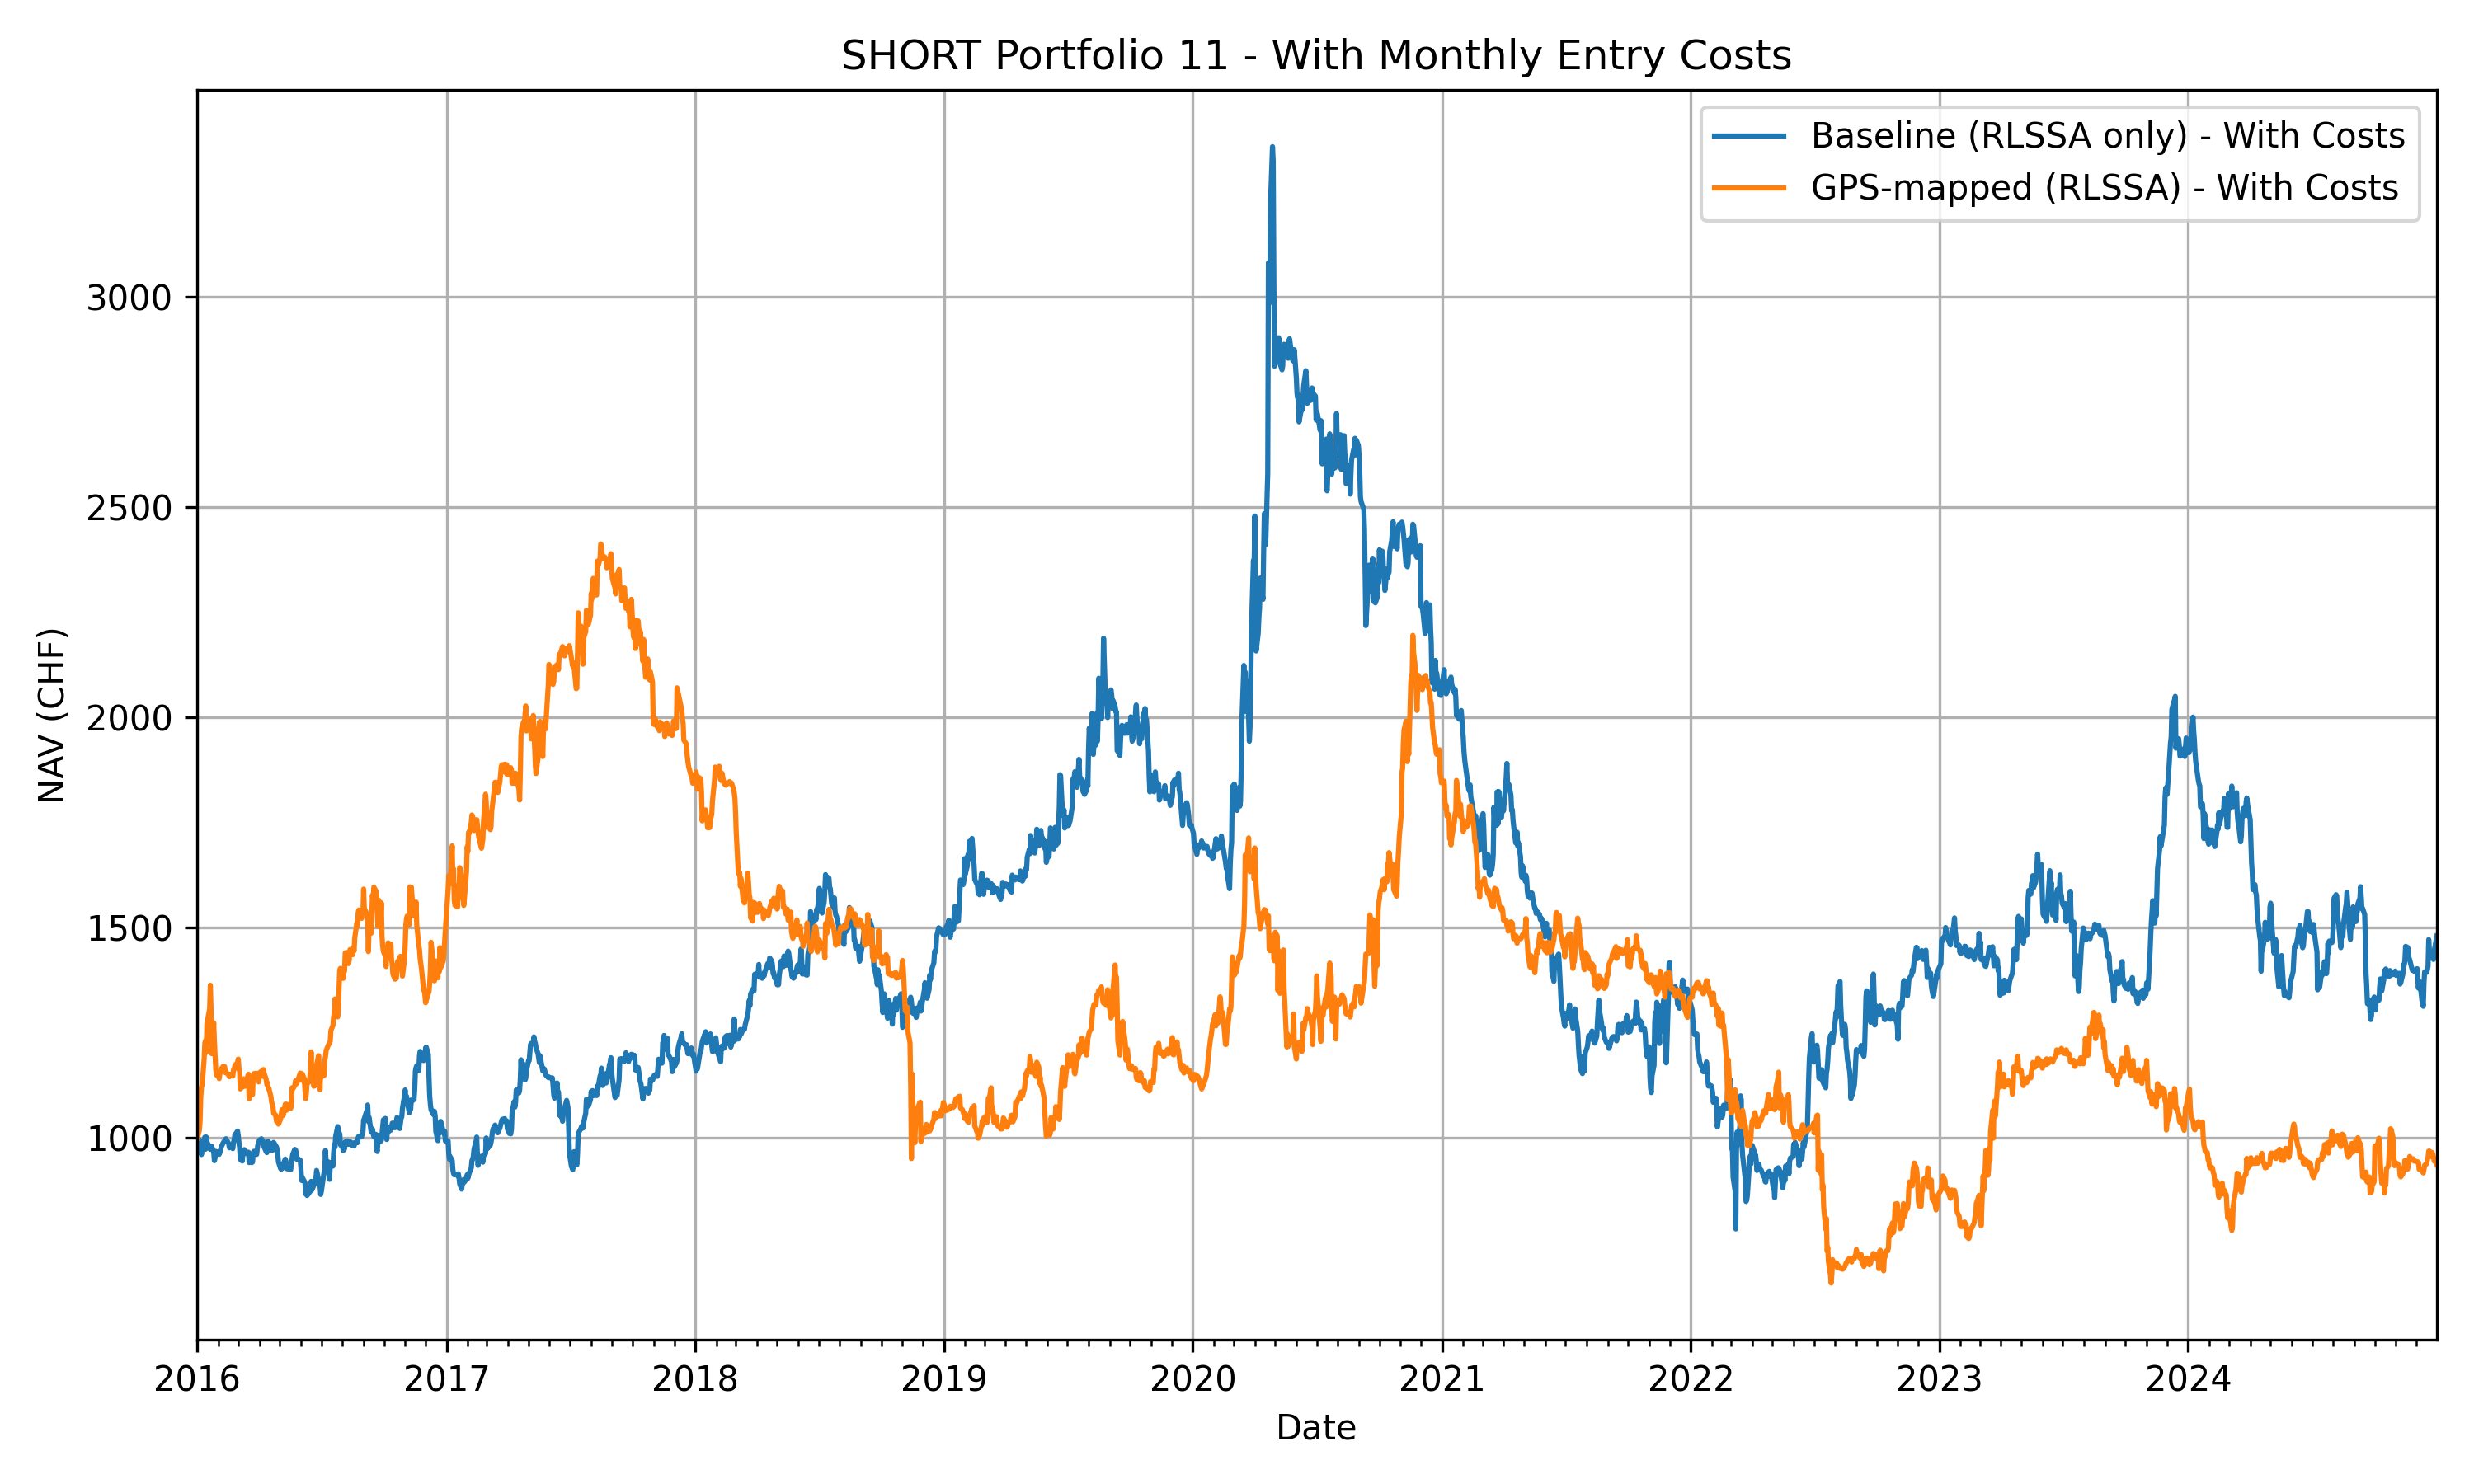 SHORT Portfolio 11 - With Monthly Entry Costs
Baseline (RLSSA only) - With Costs
GPS-mapped (RLSSA) - With Costs
NAV (CHF)
3000
2500
2000
1500
1000
2016 2017 2018 2019 2020 2021 2022 2023 2024
Date